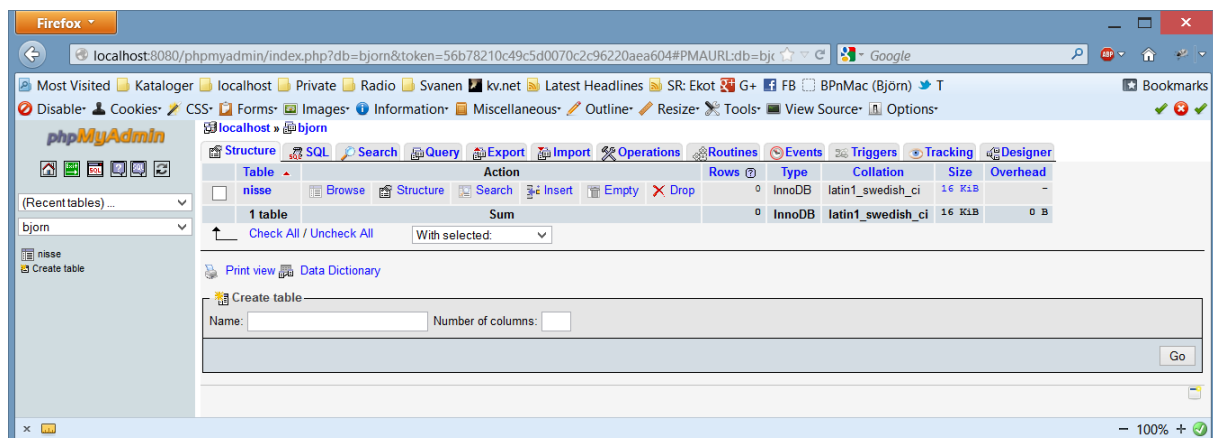 Firefox
localhost:8080/phpmyadmin/index.php?db=bjorn&token=56b78210c49c5d0070c2c96220aea604#PMAURL:db=bjo Google
Most Visited Kataloger localhost Private Radio Svanen kv.net Latest Headlines SR: Ekot G+ FB BPnMac (Björn) T Bookmarks
Disable Cookies CSS Forms Images Information Miscellaneous Outline Resize Tools View Source Options
phpMyAdmin
localhost » bjorn
Structure SQL Search Query Export Import Operations Routines Events Triggers Tracking Designer
Table Action Rows Type Collation Size Overhead
nisse Browse Structure Search Insert Empty Drop 0 InnoDB latin1_swedish_ci 16 KiB -
1 table Sum 0 InnoDB latin1_swedish_ci 16 KiB 0 B
Check All / Uncheck All With selected:
(Recent tables) ...
bjorn
nisse
Create table
Print view Data Dictionary
Create table
Name: Number of columns:
Go
× 100% +